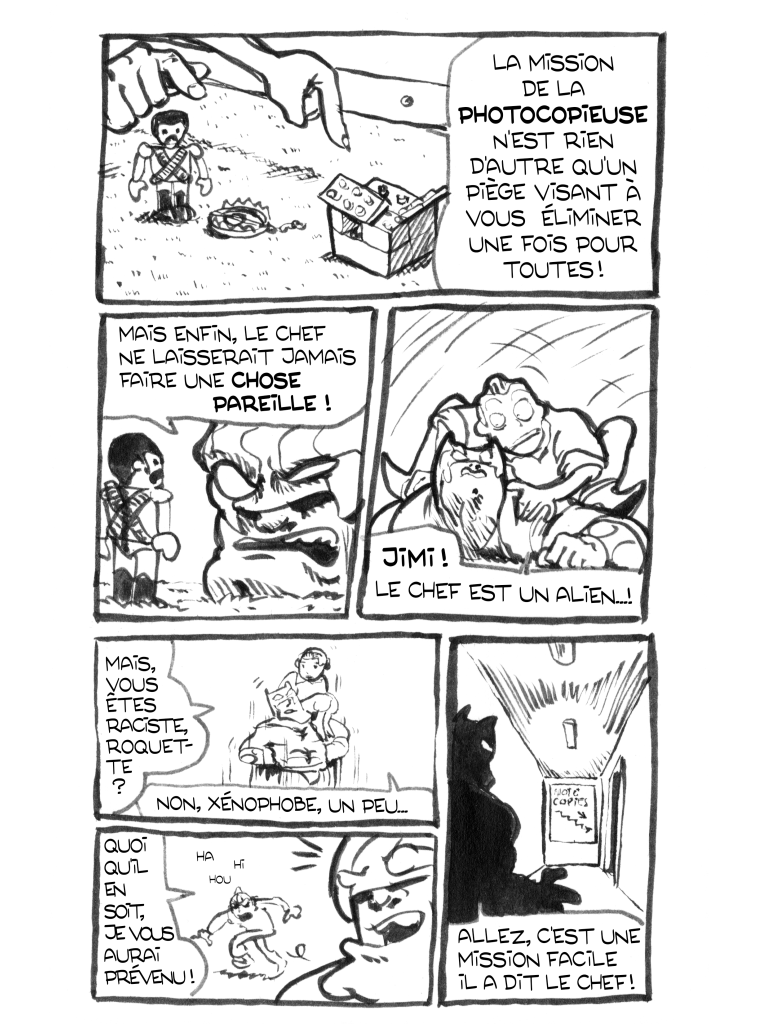 LA MISSION
DE LA
PHOTOCOPIEUSE
N'EST RIEN
D'AUTRE QU'UN
PIÈGE VISANT À
VOUS ÉLIMINER
UNE FOIS POUR
TOUTES!
MAIS ENFIN, LE CHEF
NE LAISSERAIT JAMAIS
FAIRE UNE CHOSE
PAREILLE !
JIMI !
LE CHEF EST UN ALIEN...!
MAIS,
VOUS
ÊTES
RACISTE,
ROQUET-
TE
?
NON, XÉNOPHOBE, UN PEU...
QUOI
QU'IL
EN
SOIT,
JE VOUS
AURAI
PRÉVENU!
HA
HI
HOU
COPIES
ALLEZ, C'EST UNE
MISSION FACILE
IL A DIT LE CHEF!